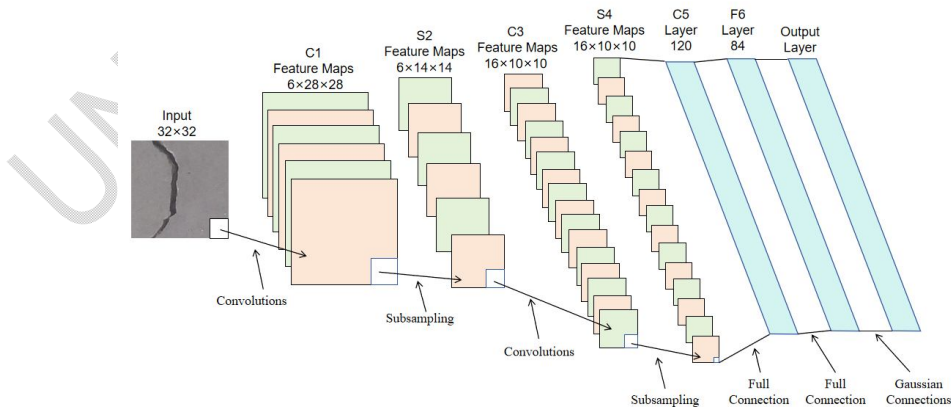 C1
Feature Maps
6×28×28
S2
Feature Maps
6×14×14
C3
Feature Maps
16×10×10
S4
Feature Maps
16×10×10
C5
Layer
120
F6
Layer
84
Output
Layer
Input
32×32
Convolutions
Subsampling
Convolutions
Subsampling
Full
Connection
Full
Connection
Gaussian
Connections